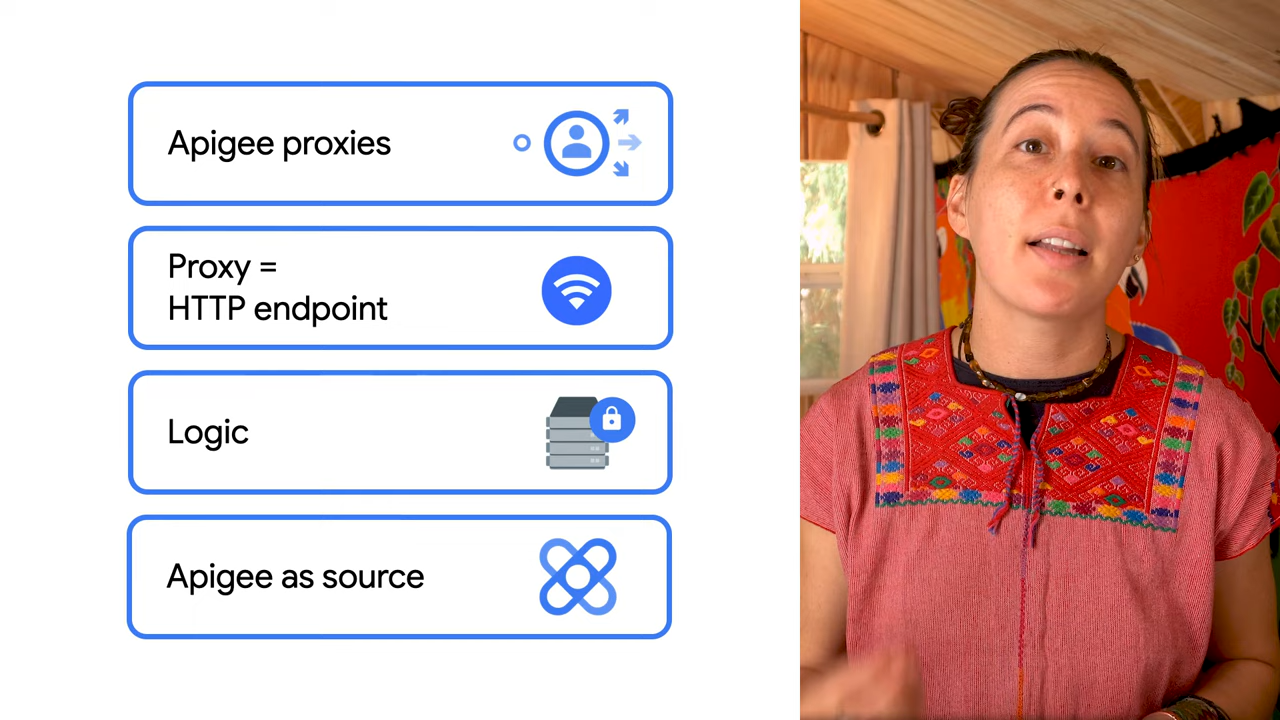 Apigee proxies
Proxy =
HTTP endpoint
Logic
Apigee as source